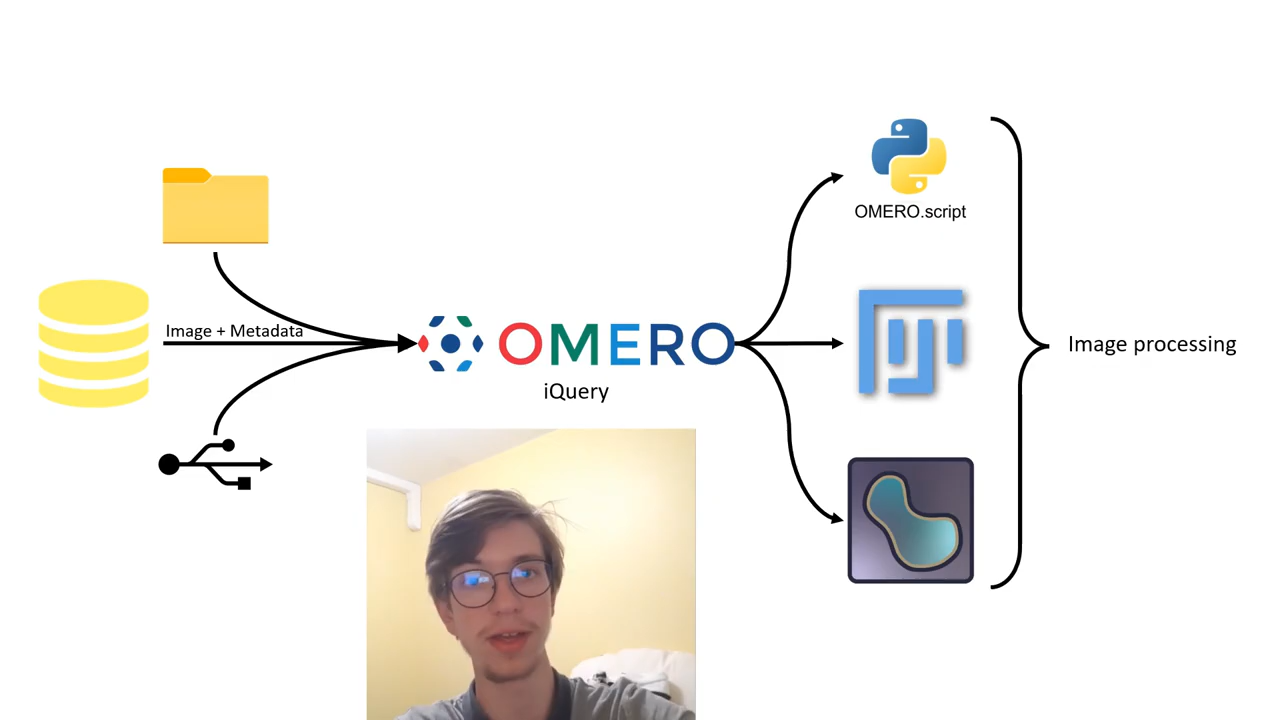 OMERO.script
Image + Metadata
OMERO
iQuery
Image processing